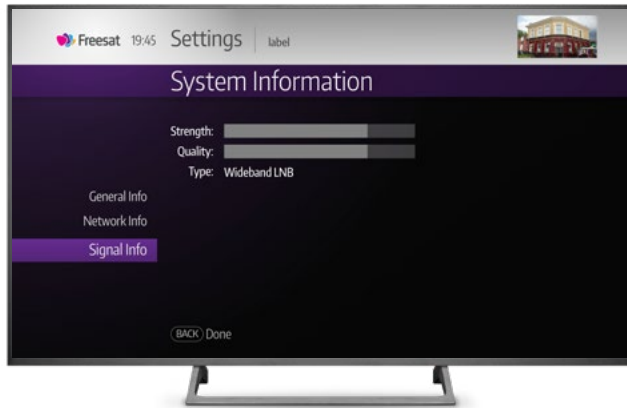 Freesat 19:45 Settings label
System Information
Strength:
Quality:
Type: Wideband LNB
General Info
Network Info
Signal Info
BACK Done